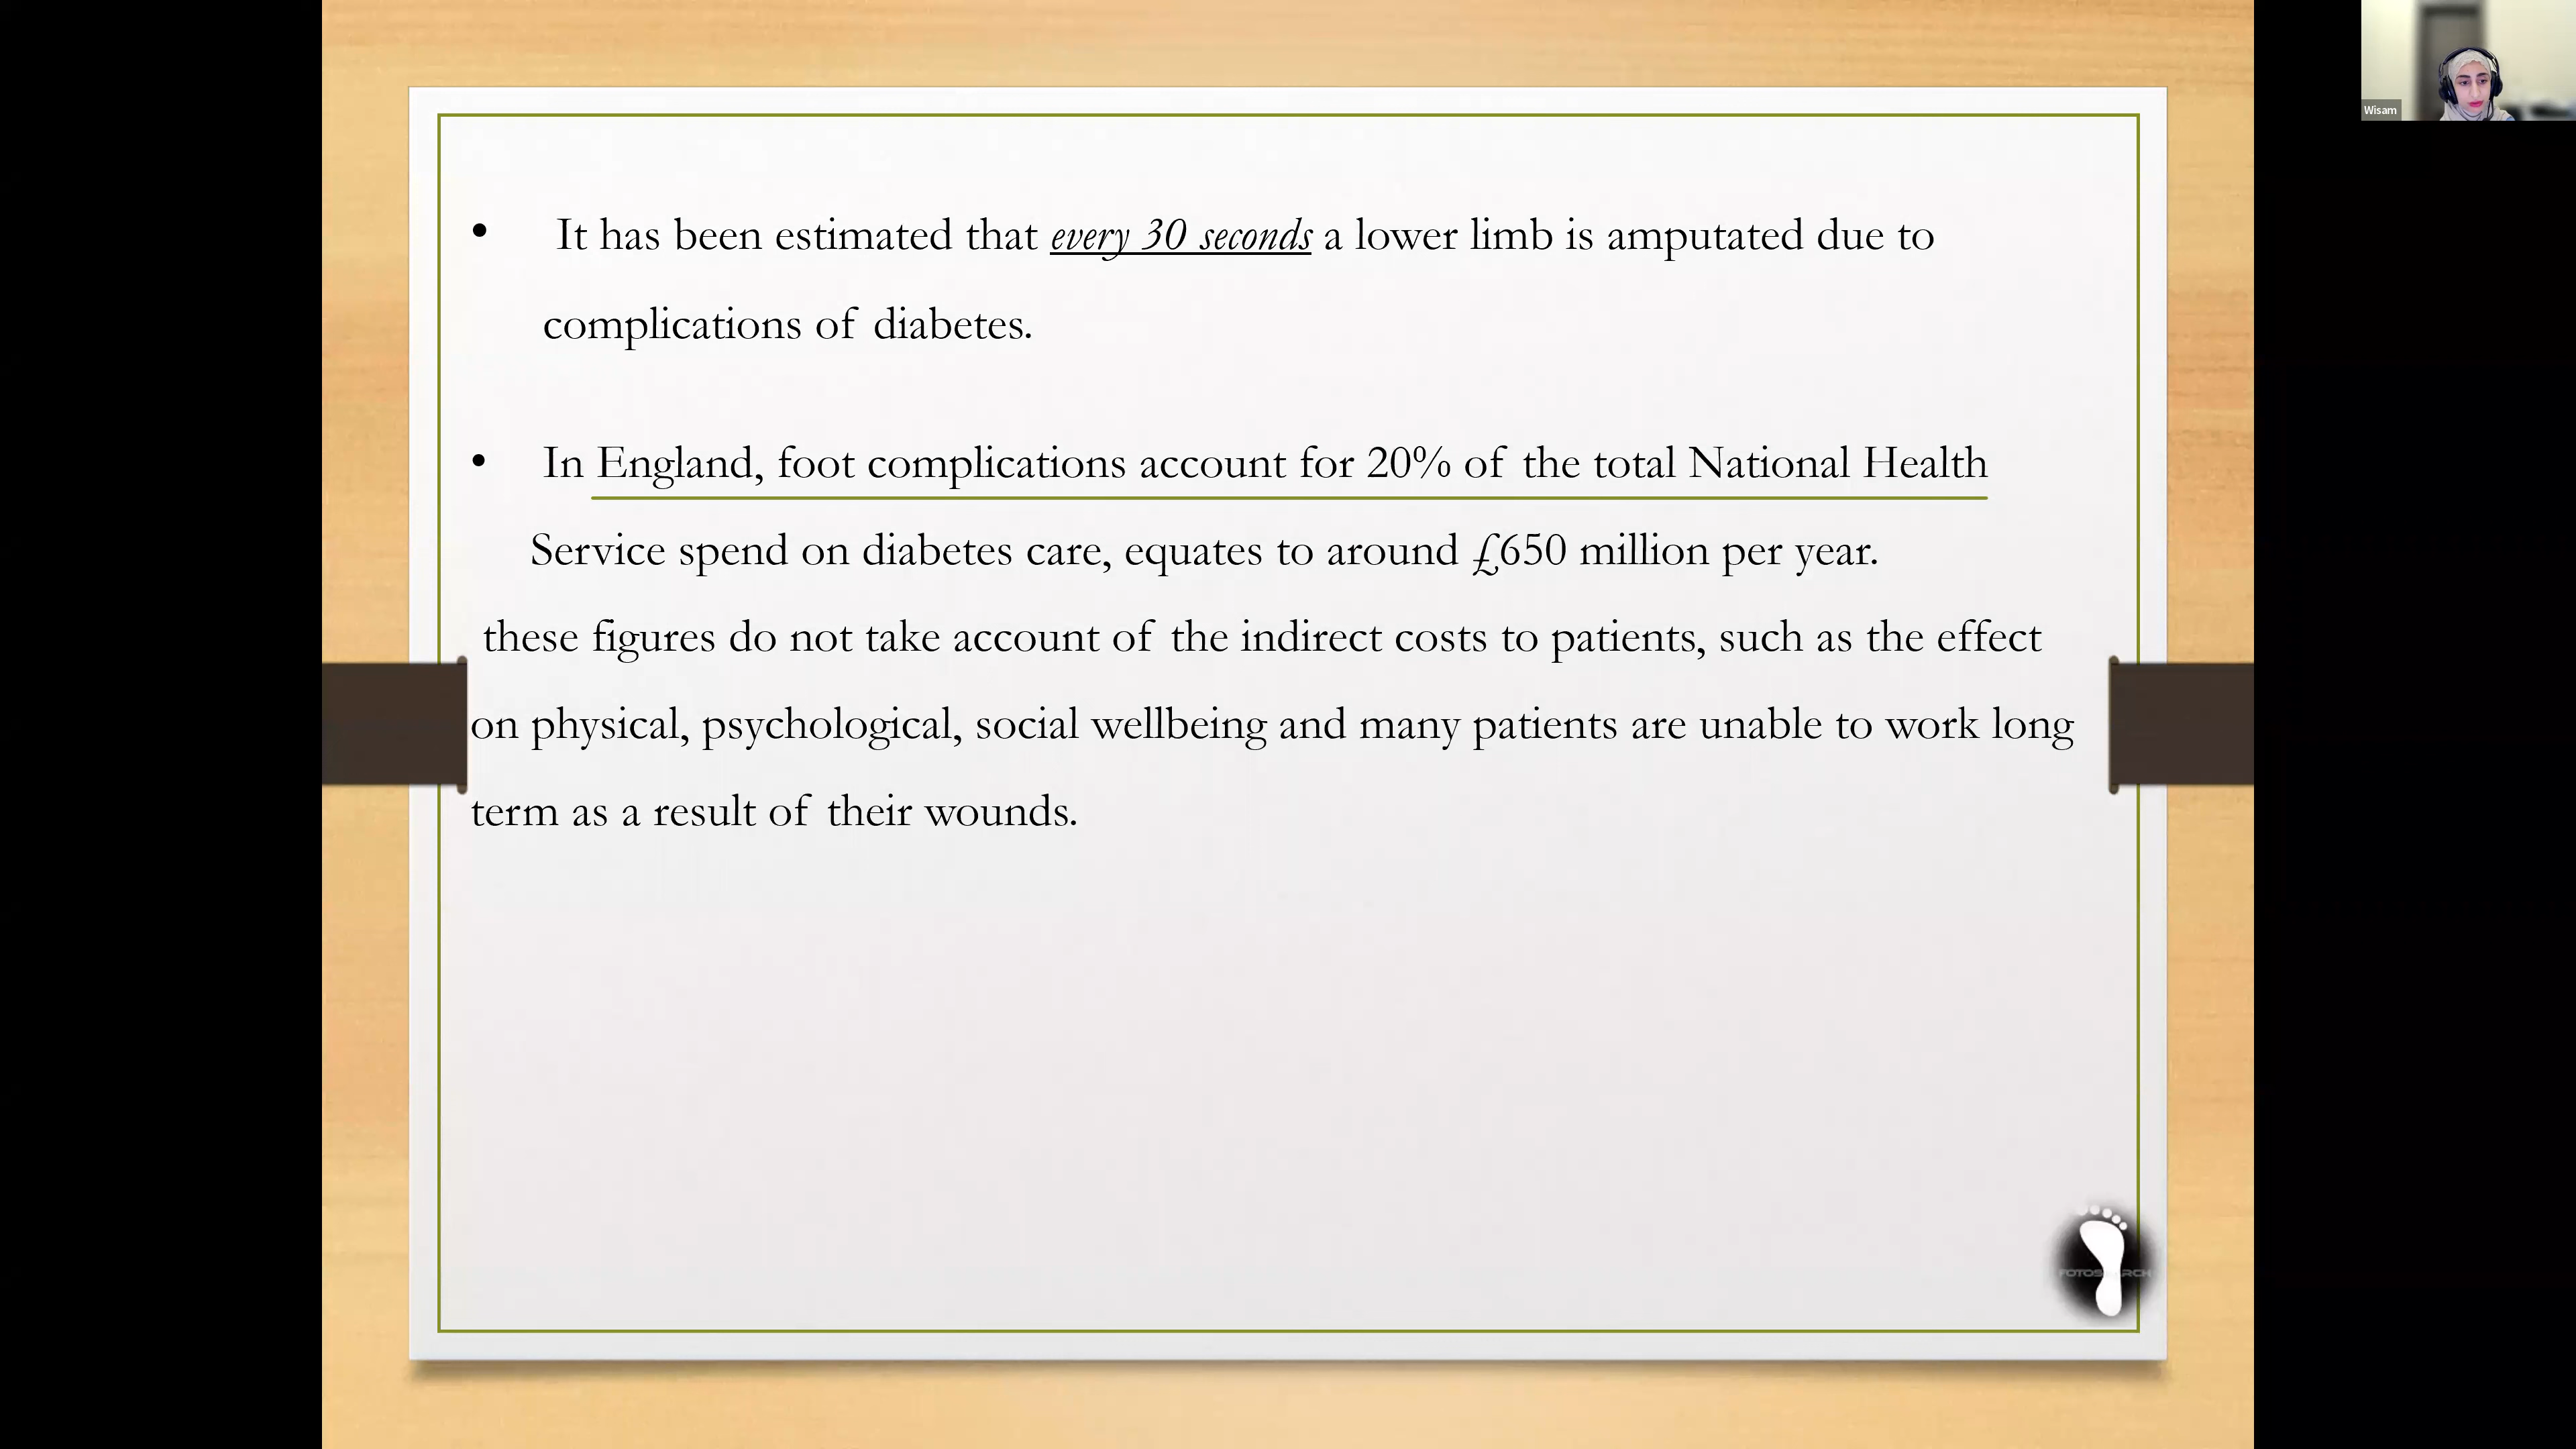 Wisam
• It has been estimated that every 30 seconds a lower limb is amputated due to
complications of diabetes.
• In England, foot complications account for 20% of the total National Health
Service spend on diabetes care, equates to around £650 million per year.
these figures do not take account of the indirect costs to patients, such as the effect
on physical, psychological, social wellbeing and many patients are unable to work long
term as a result of their wounds.